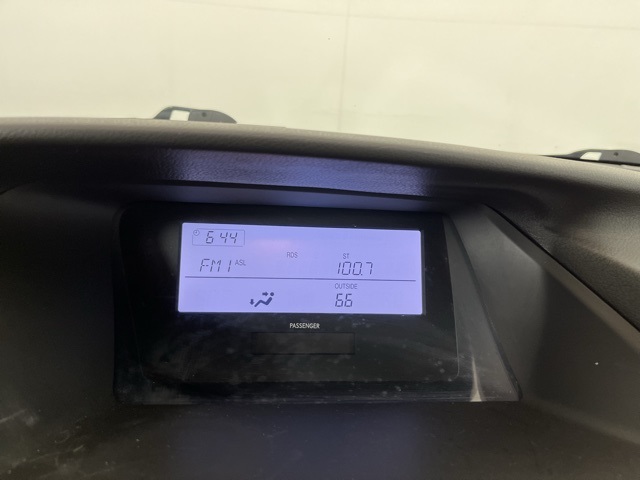 6 44
RDS ST
FM1 ASL 100.7
OUTSIDE
66
PASSENGER